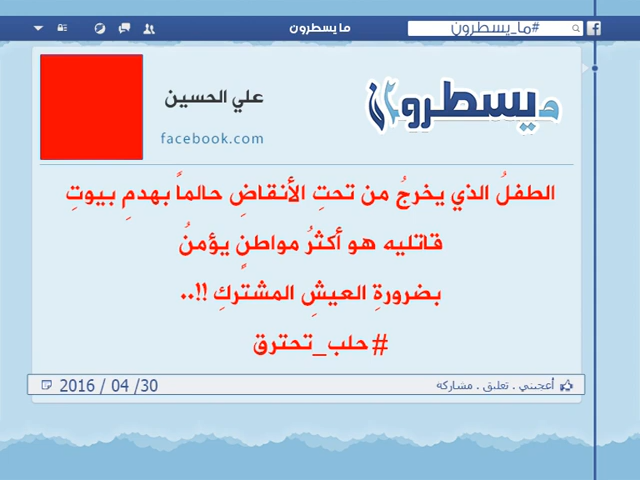 #ما_يسطرون
ما يسطرون
ما يسطرون
علي الحسين
facebook.com
الطفلُ الذي يخرجُ من تحتِ الأنقاضِ حالماً بهدمِ بيوتِ
قاتليه هو أكثرُ مواطنٍ يؤمنُ
بضرورةِ العيشِ المشتركِ !!..
#حلب_تحترق
أعجبني . تعليق . مشاركه
2016 / 04 /30